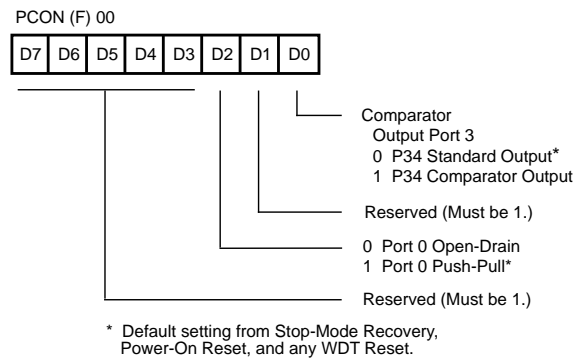 PCON (F) 00
D7 D6 D5 D4 D3 D2 D1 D0
Comparator
Output Port 3
0 P34 Standard Output*
1 P34 Comparator Output
Reserved (Must be 1.)
0 Port 0 Open-Drain
1 Port 0 Push-Pull*
Reserved (Must be 1.)
* Default setting from Stop-Mode Recovery,
Power-On Reset, and any WDT Reset.